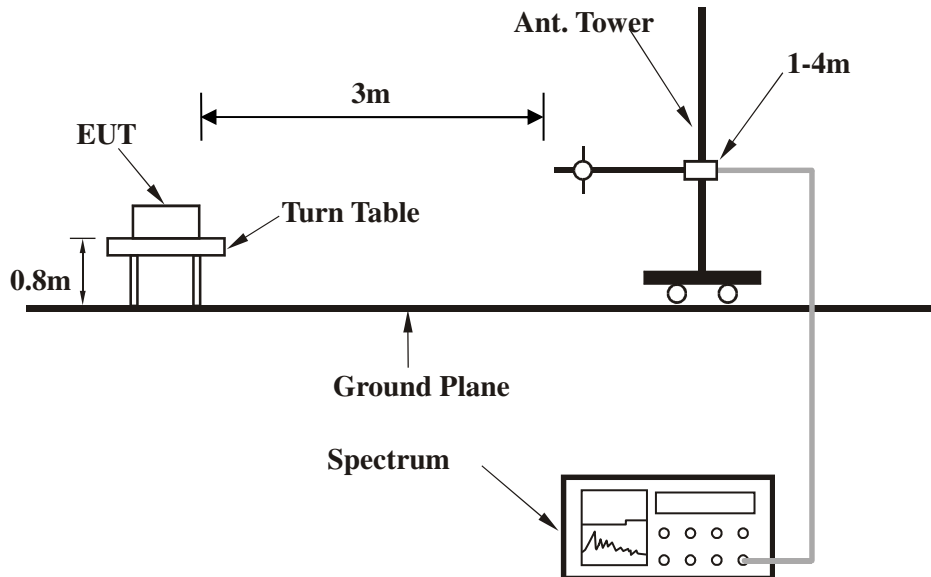 Ant. Tower
1-4m
3m
EUT
Turn Table
0.8m
Ground Plane
Spectrum